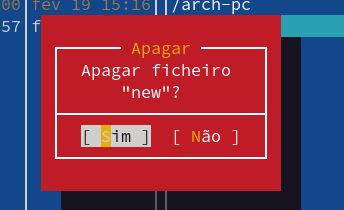 00 fev 19 15:16 /arch-pc
57 f
Apagar
Apagar ficheiro
"new"?
[ Sim ] [ Não ]